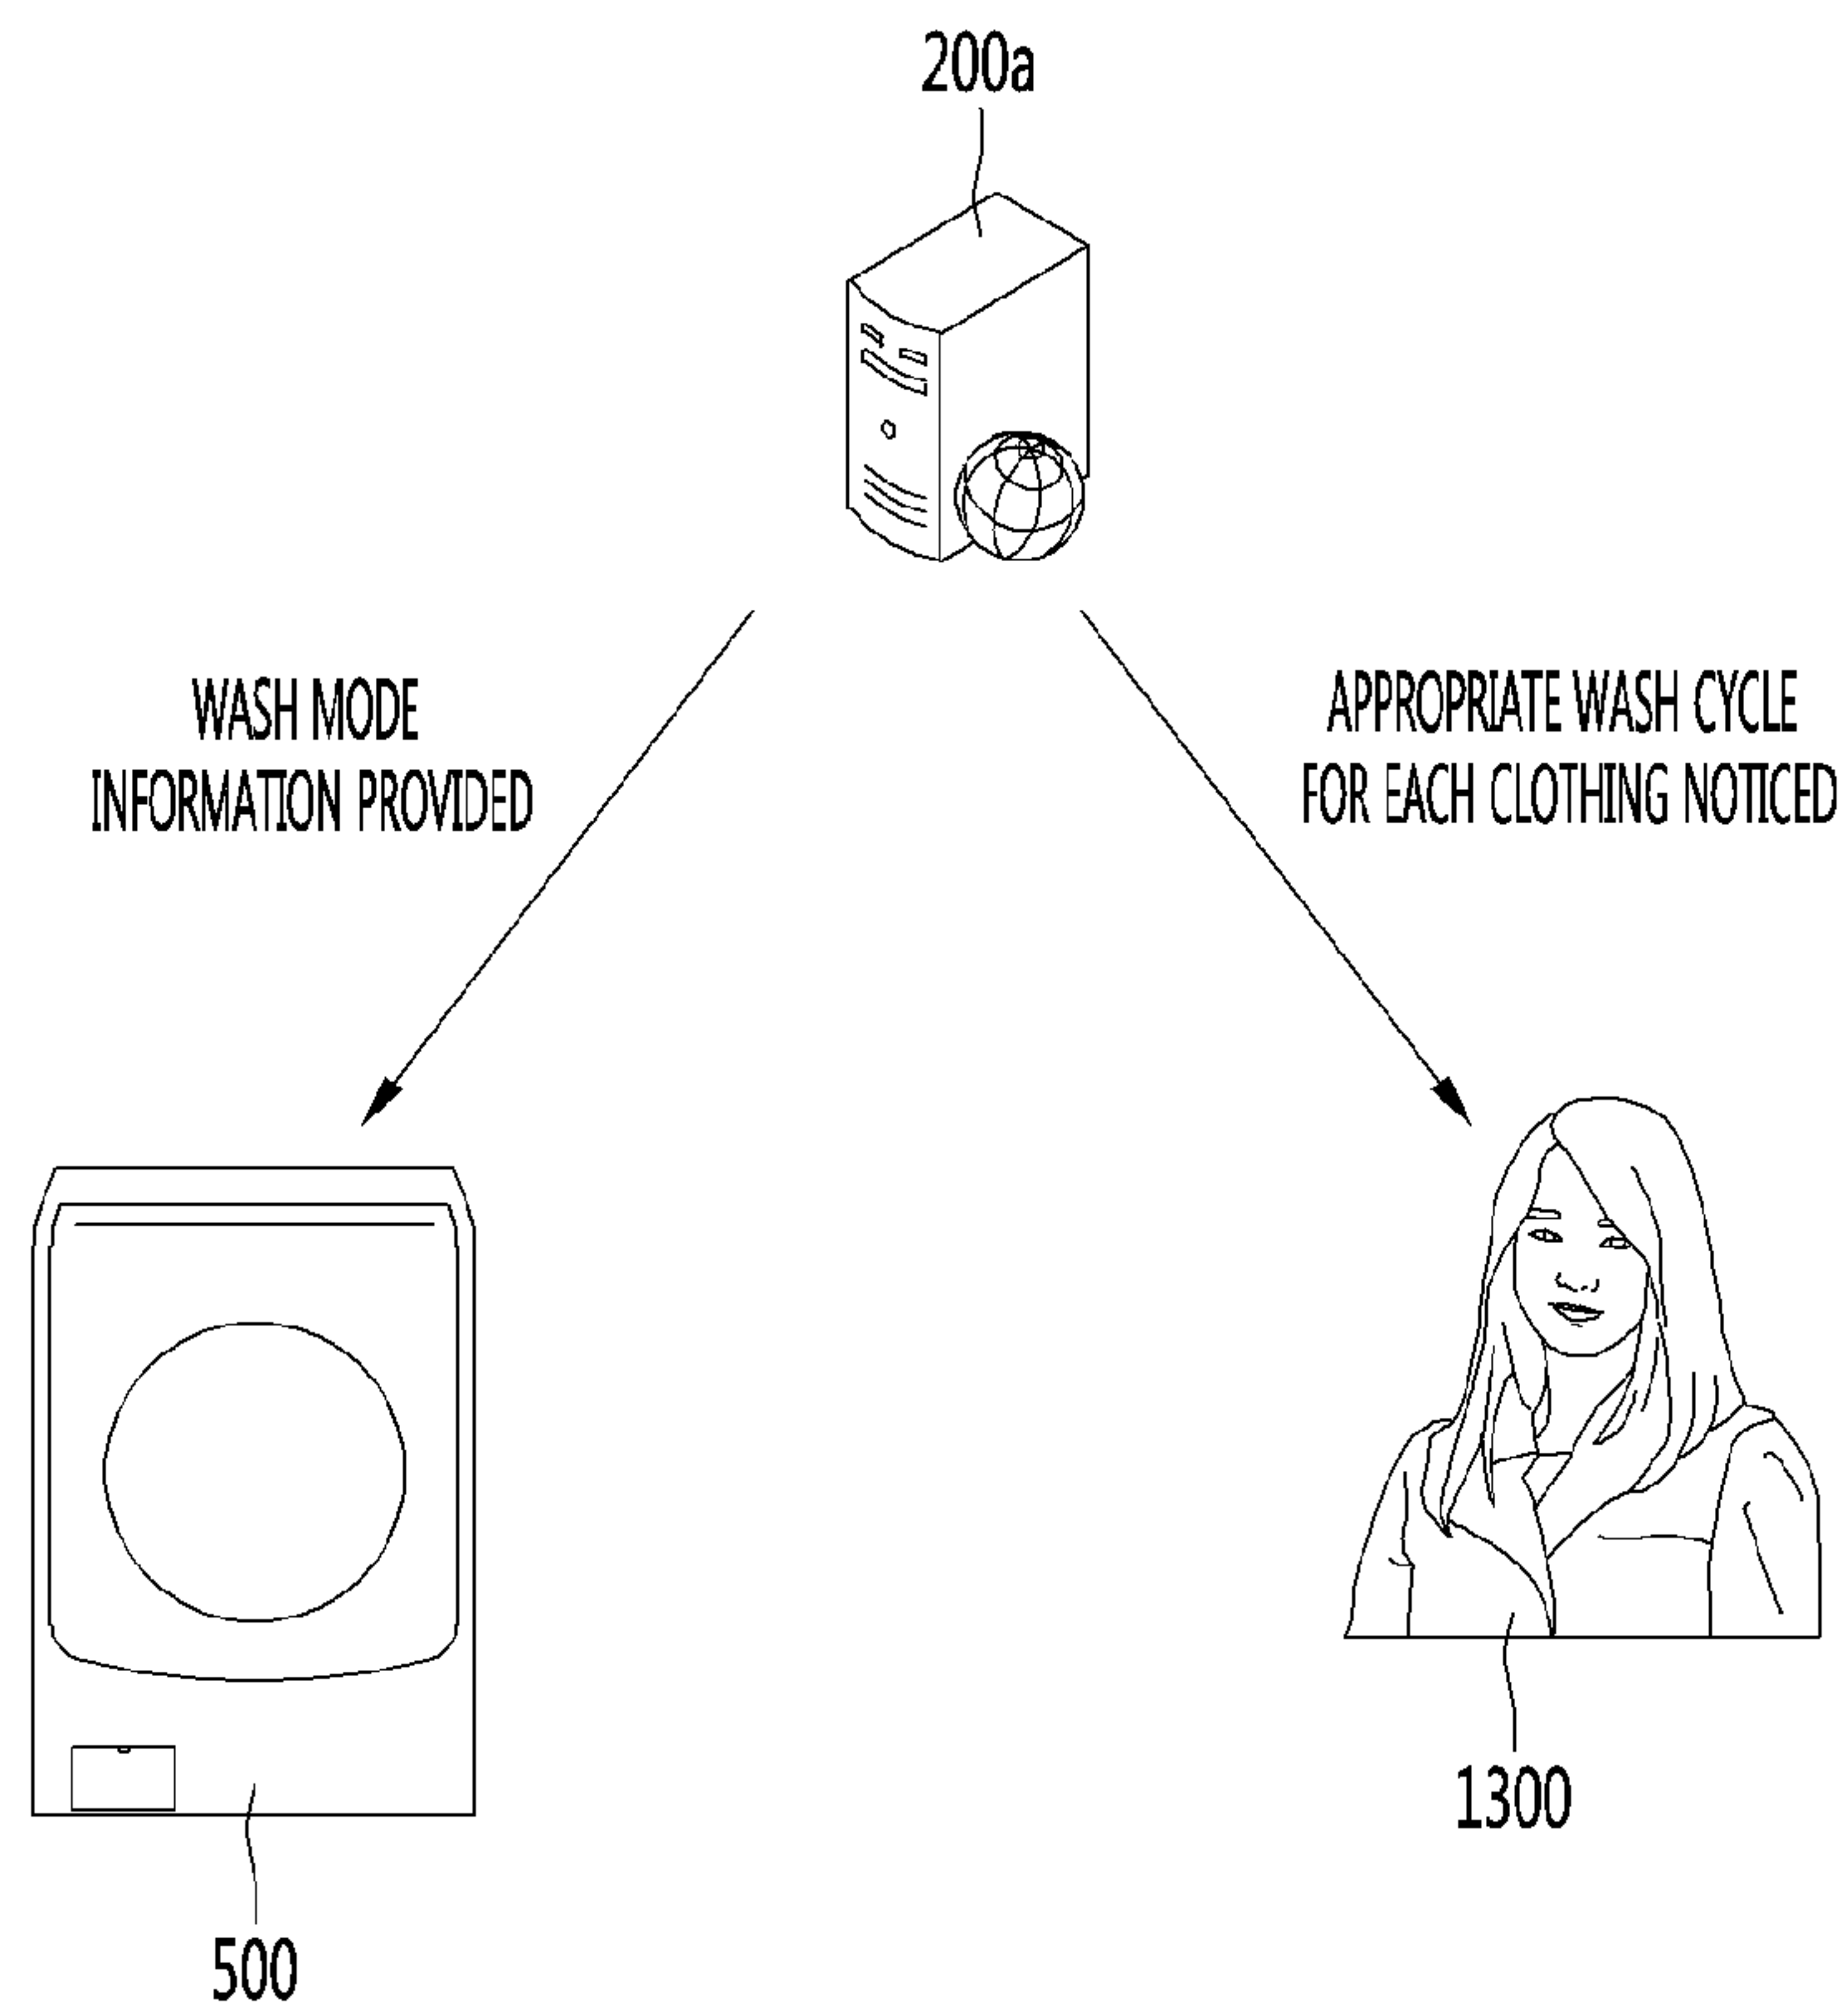 200a
WASH MODE
INFORMATION PROVIDED
APPROPRIATE WASH CYCLE
FOR EACH CLOTHING NOTICED
1300
500